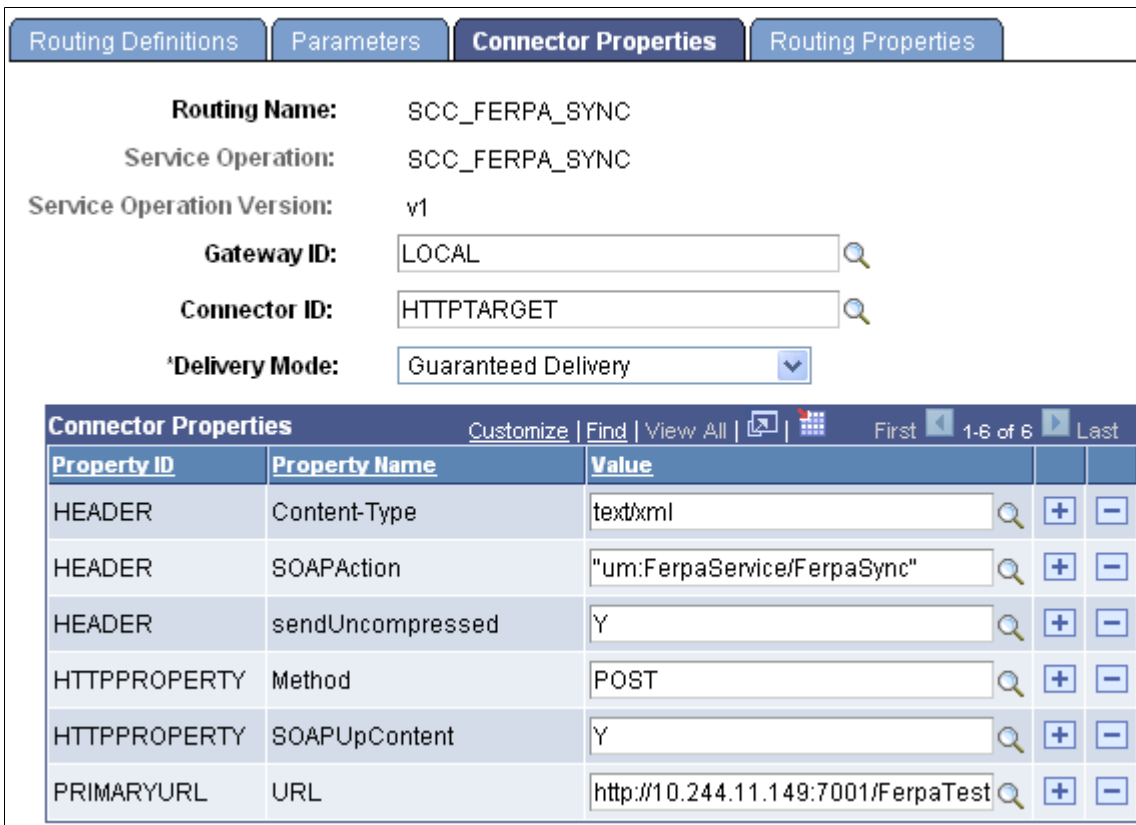 Routing Definitions Parameters Connector Properties Routing Properties
Routing Name: SCC_FERPA_SYNC
Service Operation: SCC_FERPA_SYNC
Service Operation Version: v1
Gateway ID: LOCAL
Connector ID: HTTPTARGET
*Delivery Mode: Guaranteed Delivery
Connector Properties Customize | Find | View All | | First 1-6 of 6 Last
Property ID Property Name Value
HEADER Content-Type text/xml
HEADER SOAPAction "urn:FerpaService/FerpaSync"
HEADER sendUncompressed Y
HTTPPROPERTY Method POST
HTTPPROPERTY SOAPUpContent Y
PRIMARYURL URL http://10.244.11.149:7001/FerpaTest